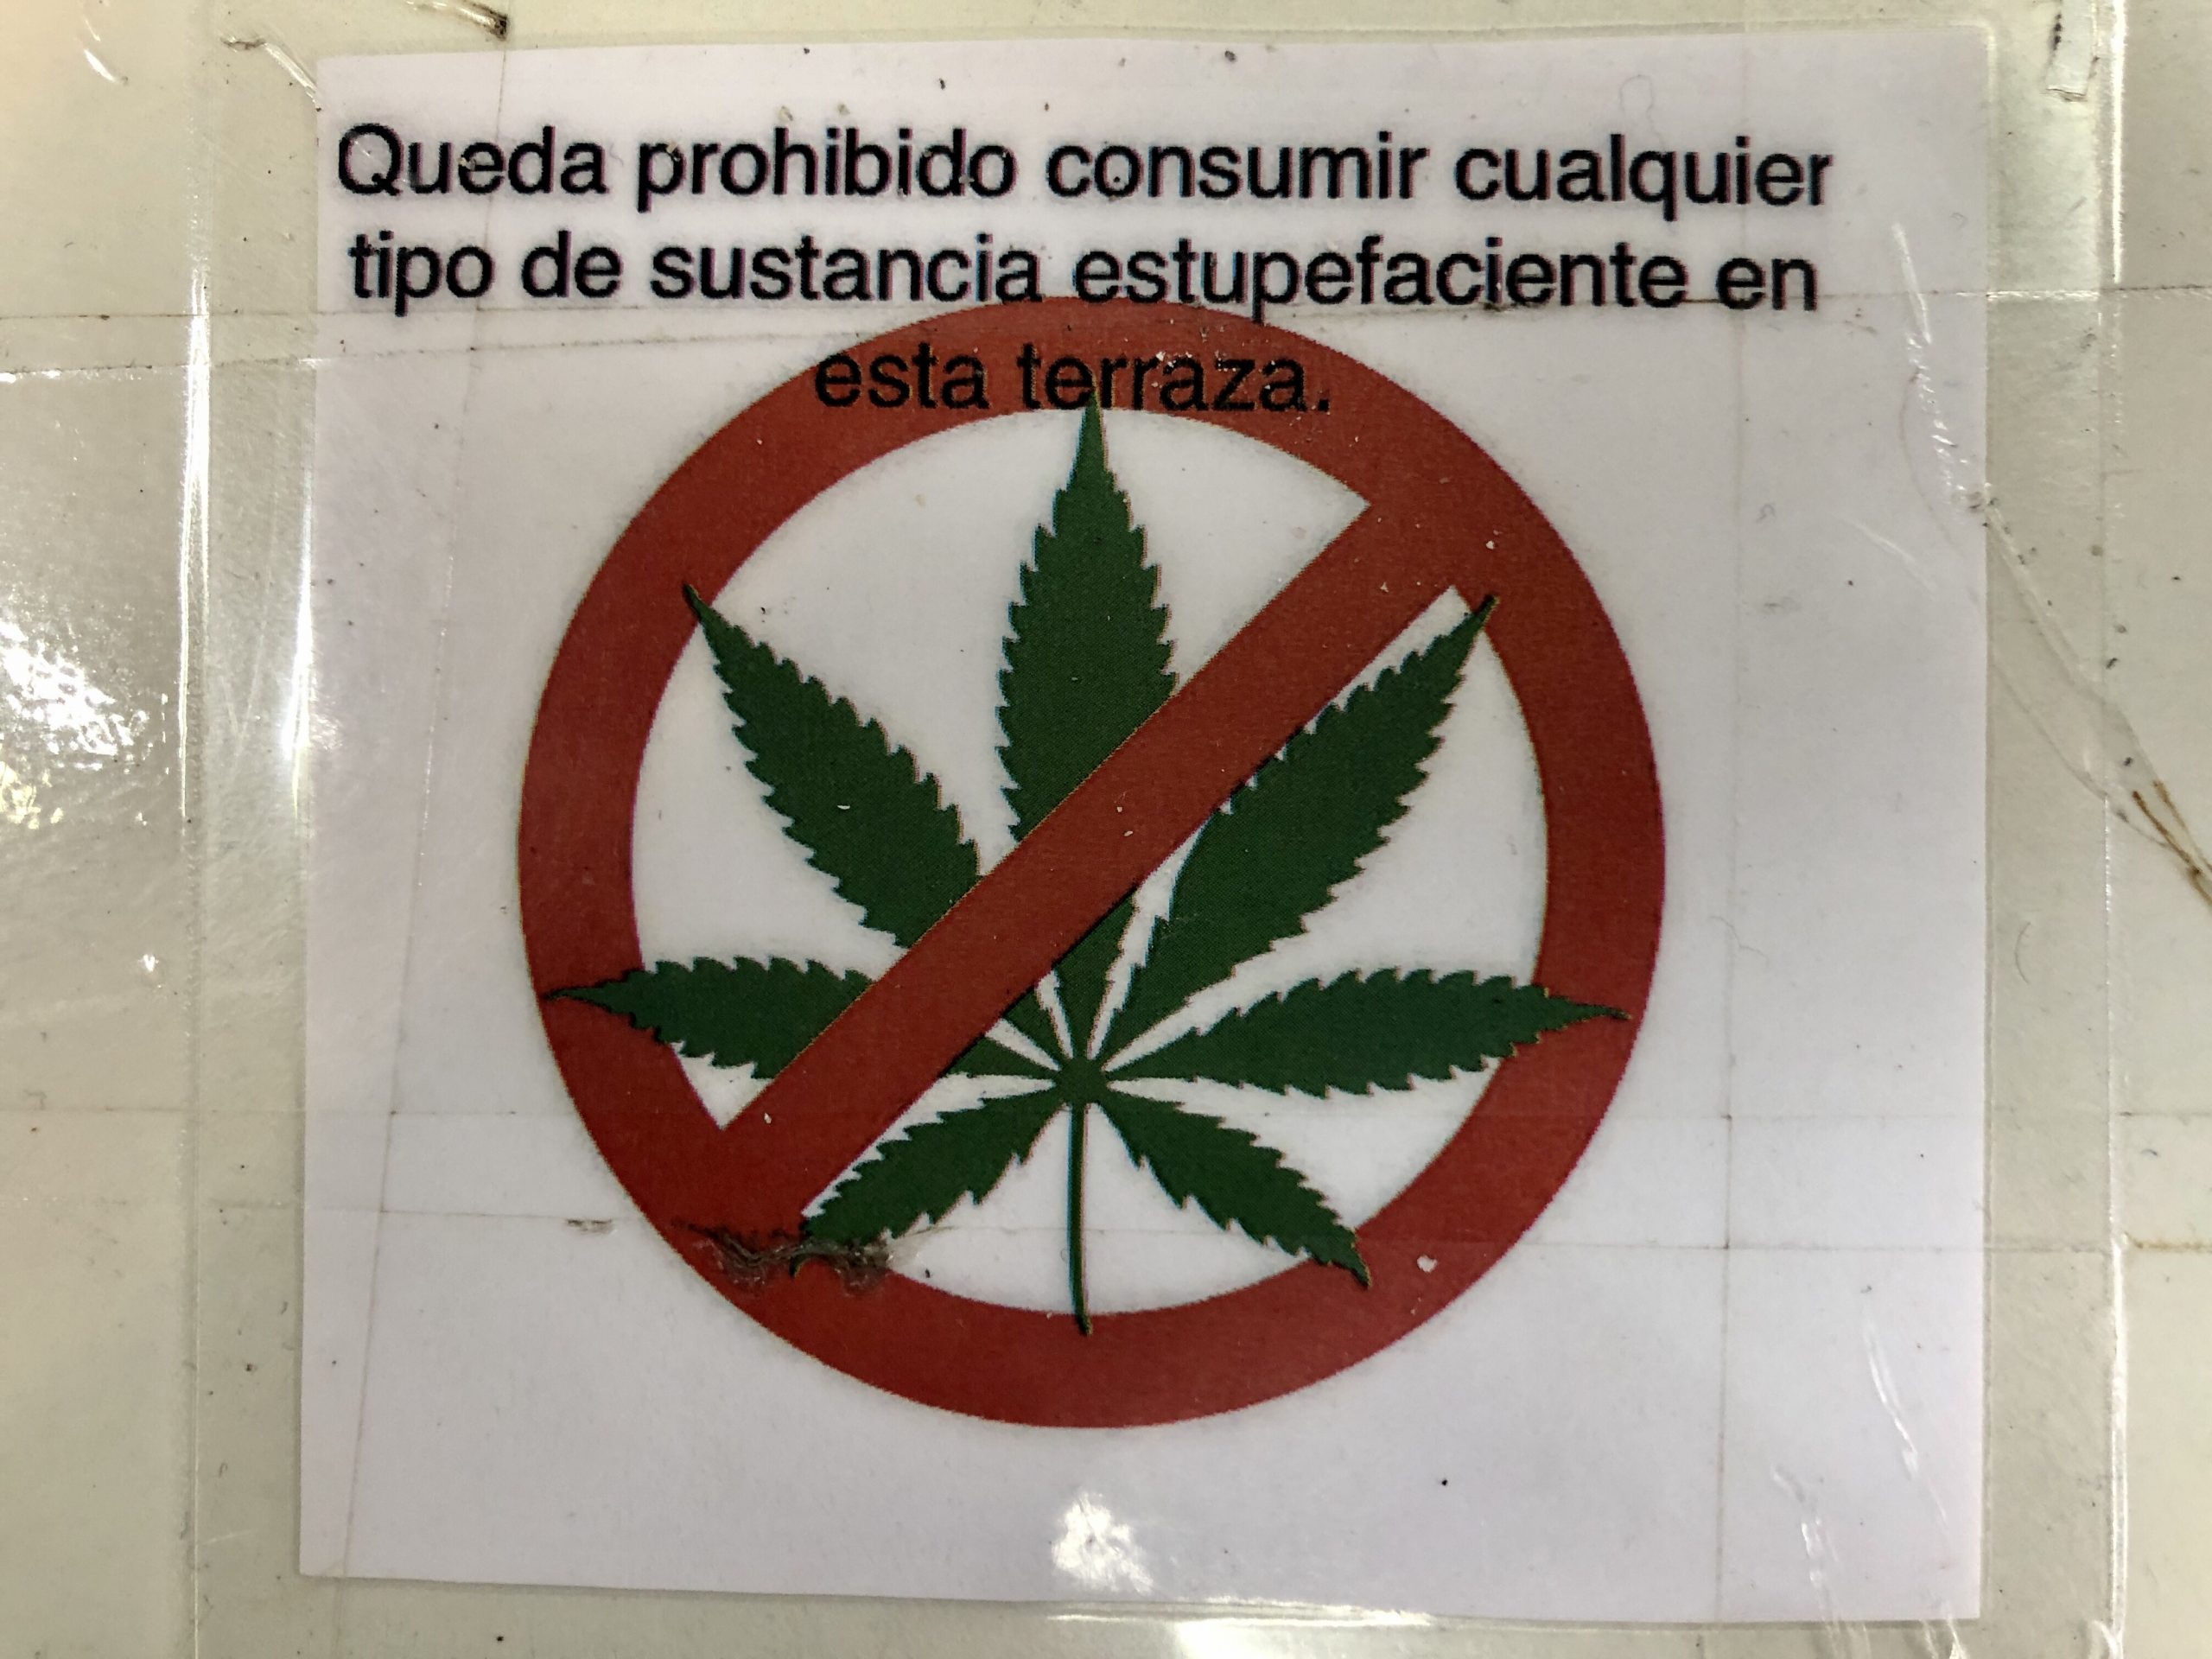 Queda prohibido consumir cualquier
tipo de sustancia estupefaciente en
esta terraza.